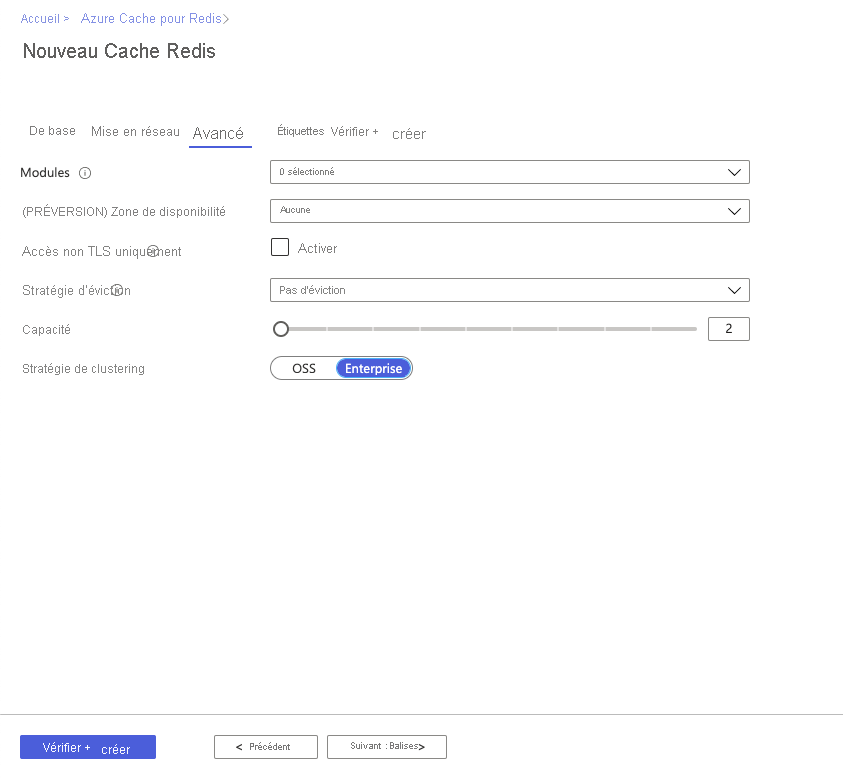 Accueil > Azure Cache pour Redis>
Nouveau Cache Redis
De base Mise en réseau Avancé Étiquettes Vérifier + créer
Modules 0 sélectionné
(PRÉVERSION) Zone de disponibilité Aucune
Accès non TLS uniquement Activer
Stratégie d'éviction Pas d'éviction
Capacité 2
Stratégie de clustering OSS Enterprise
Vérifier + créer < Précédent Suivant : Balises>